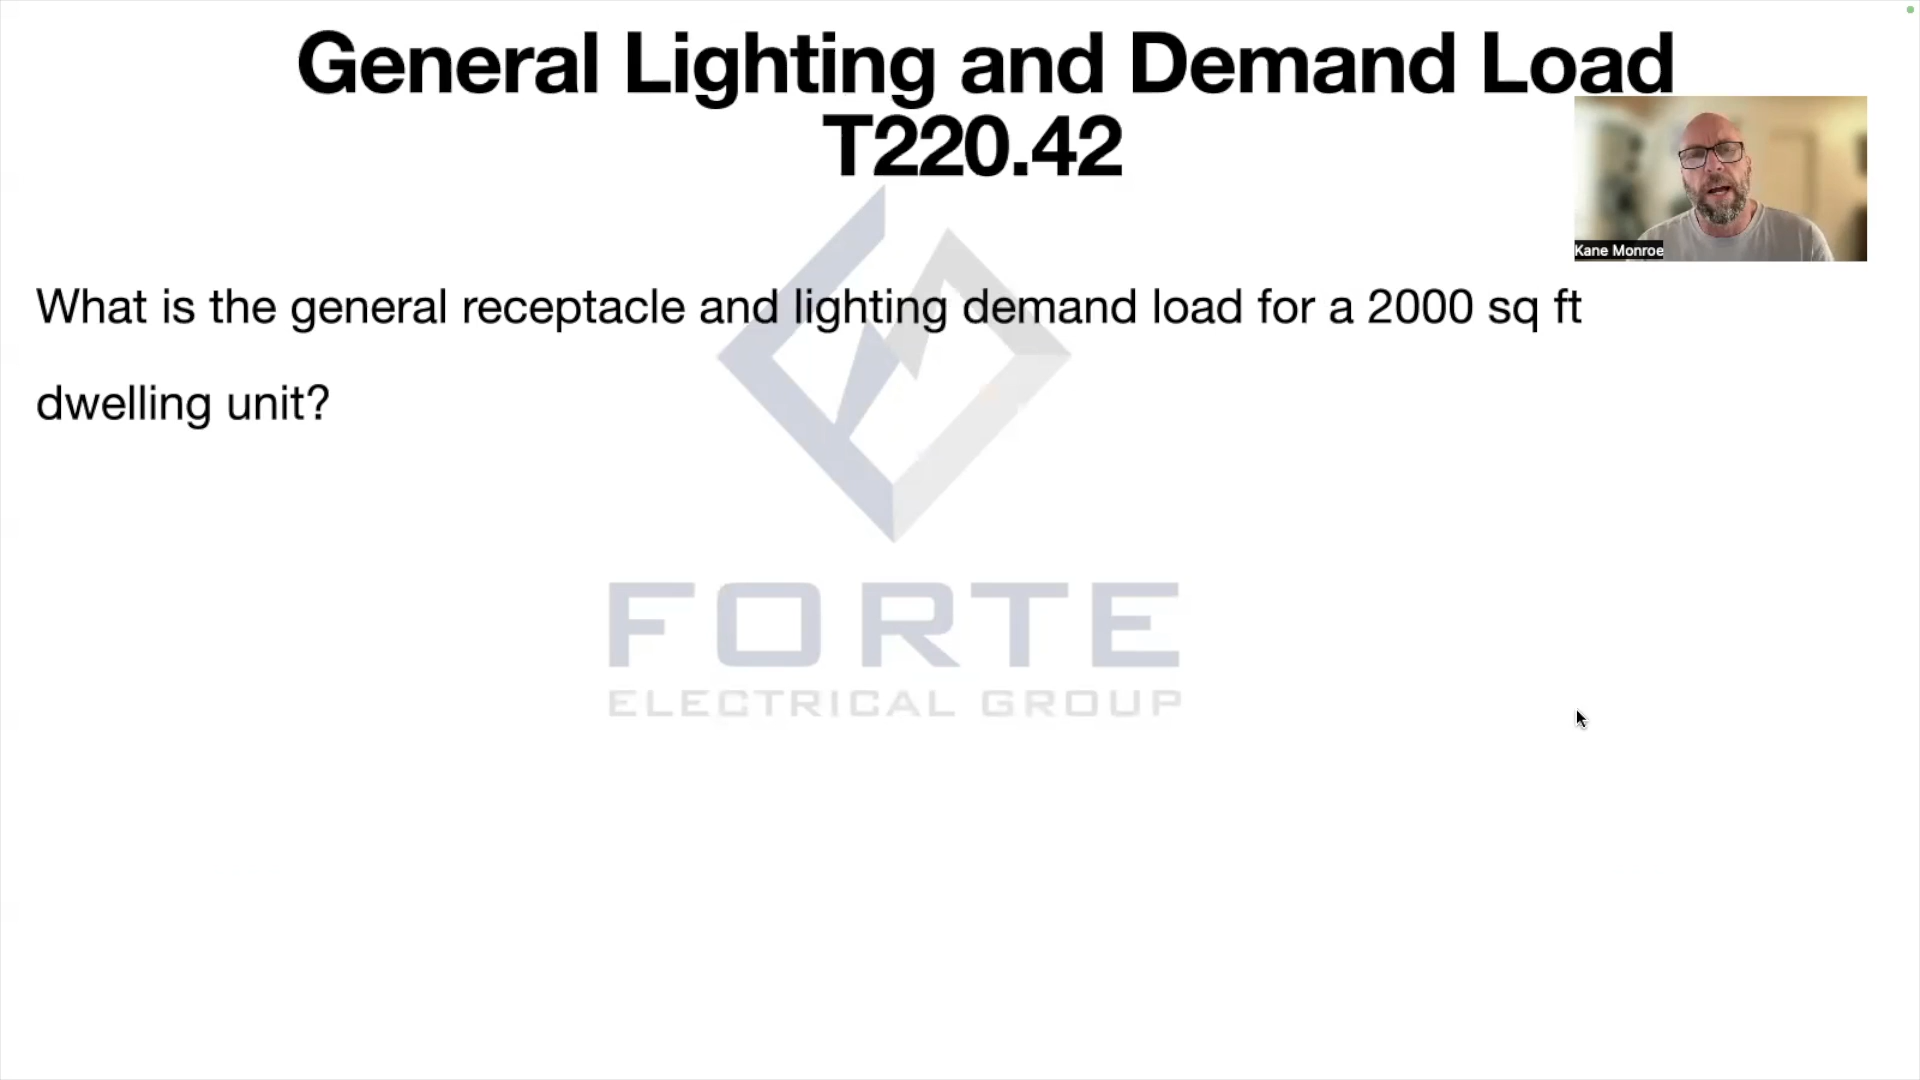 General Lighting and Demand Load
T220.42
Kane Monroe
What is the general receptacle and lighting demand load for a 2000 sq ft
dwelling unit?
FORTE
ELECTRICAL GROUP